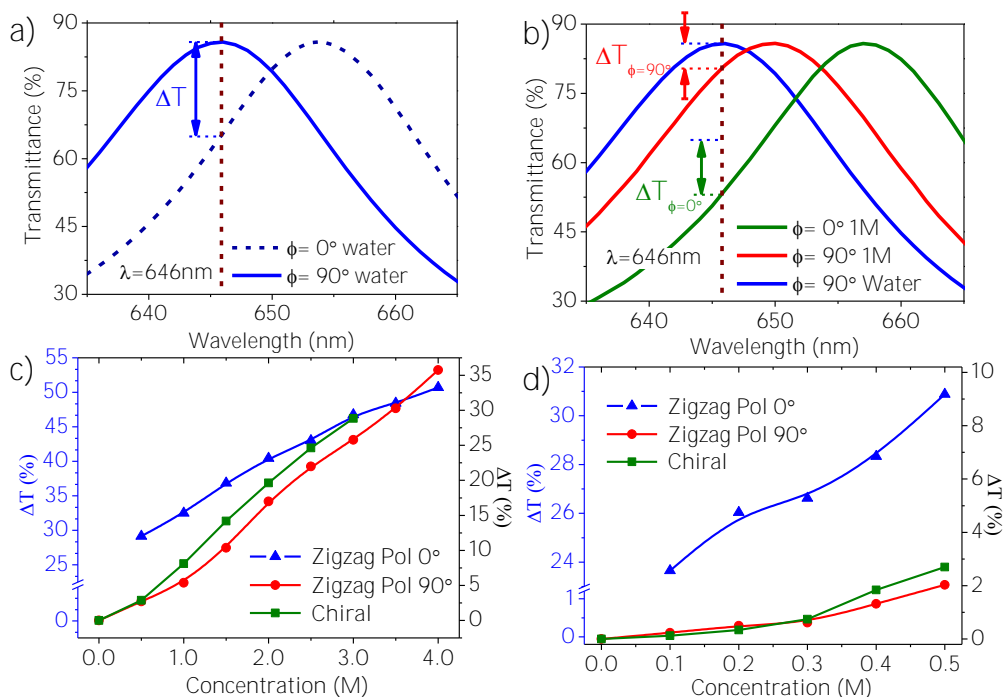 a)
90
75
60
45
30
Transmittance (%)
ΔT
ϕ= 0° water
ϕ= 90° water
λ=646nm
640 650 660
Wavelength (nm)
b)
90
75
60
45
30
Transmittance (%)
ΔTϕ=90°
ΔTϕ=0°
ϕ= 0° 1M
ϕ= 90° 1M
ϕ= 90° Water
λ=646nm
640 650 660
Wavelength (nm)
c)
55
50
45
40
35
30
25
0
ΔT (%)
35
30
25
20
15
10
5
0
ΔT (%)
Zigzag Pol 0°
Zigzag Pol 90°
Chiral
0.0 1.0 2.0 3.0 4.0
Concentration (M)
d)
32
30
28
26
24
1
0
ΔT (%)
10
8
6
4
2
0
ΔT (%)
Zigzag Pol 0°
Zigzag Pol 90°
Chiral
0.0 0.1 0.2 0.3 0.4 0.5
Concentration (M)